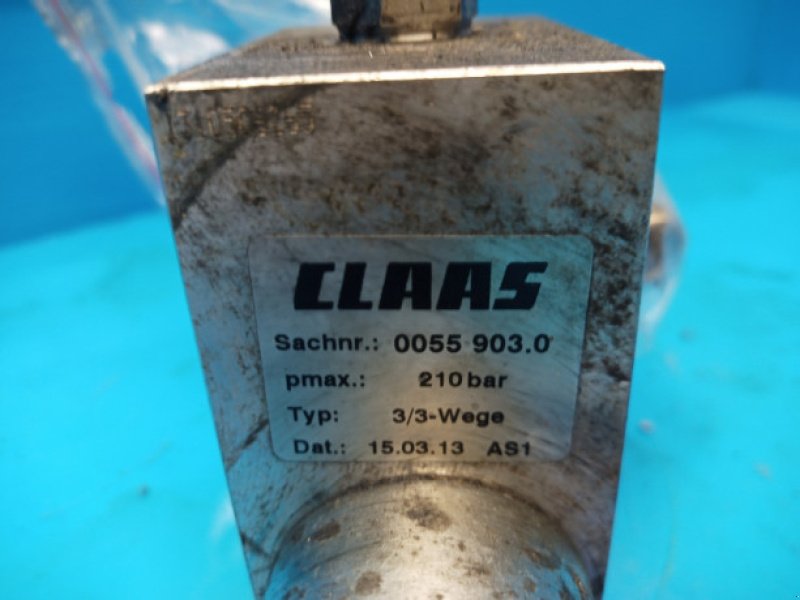 CLAAS
Sachnr.: 0055 903.0
pmax.: 210 bar
Typ: 3/3-Wege
Dat.: 15.03.13 AS1